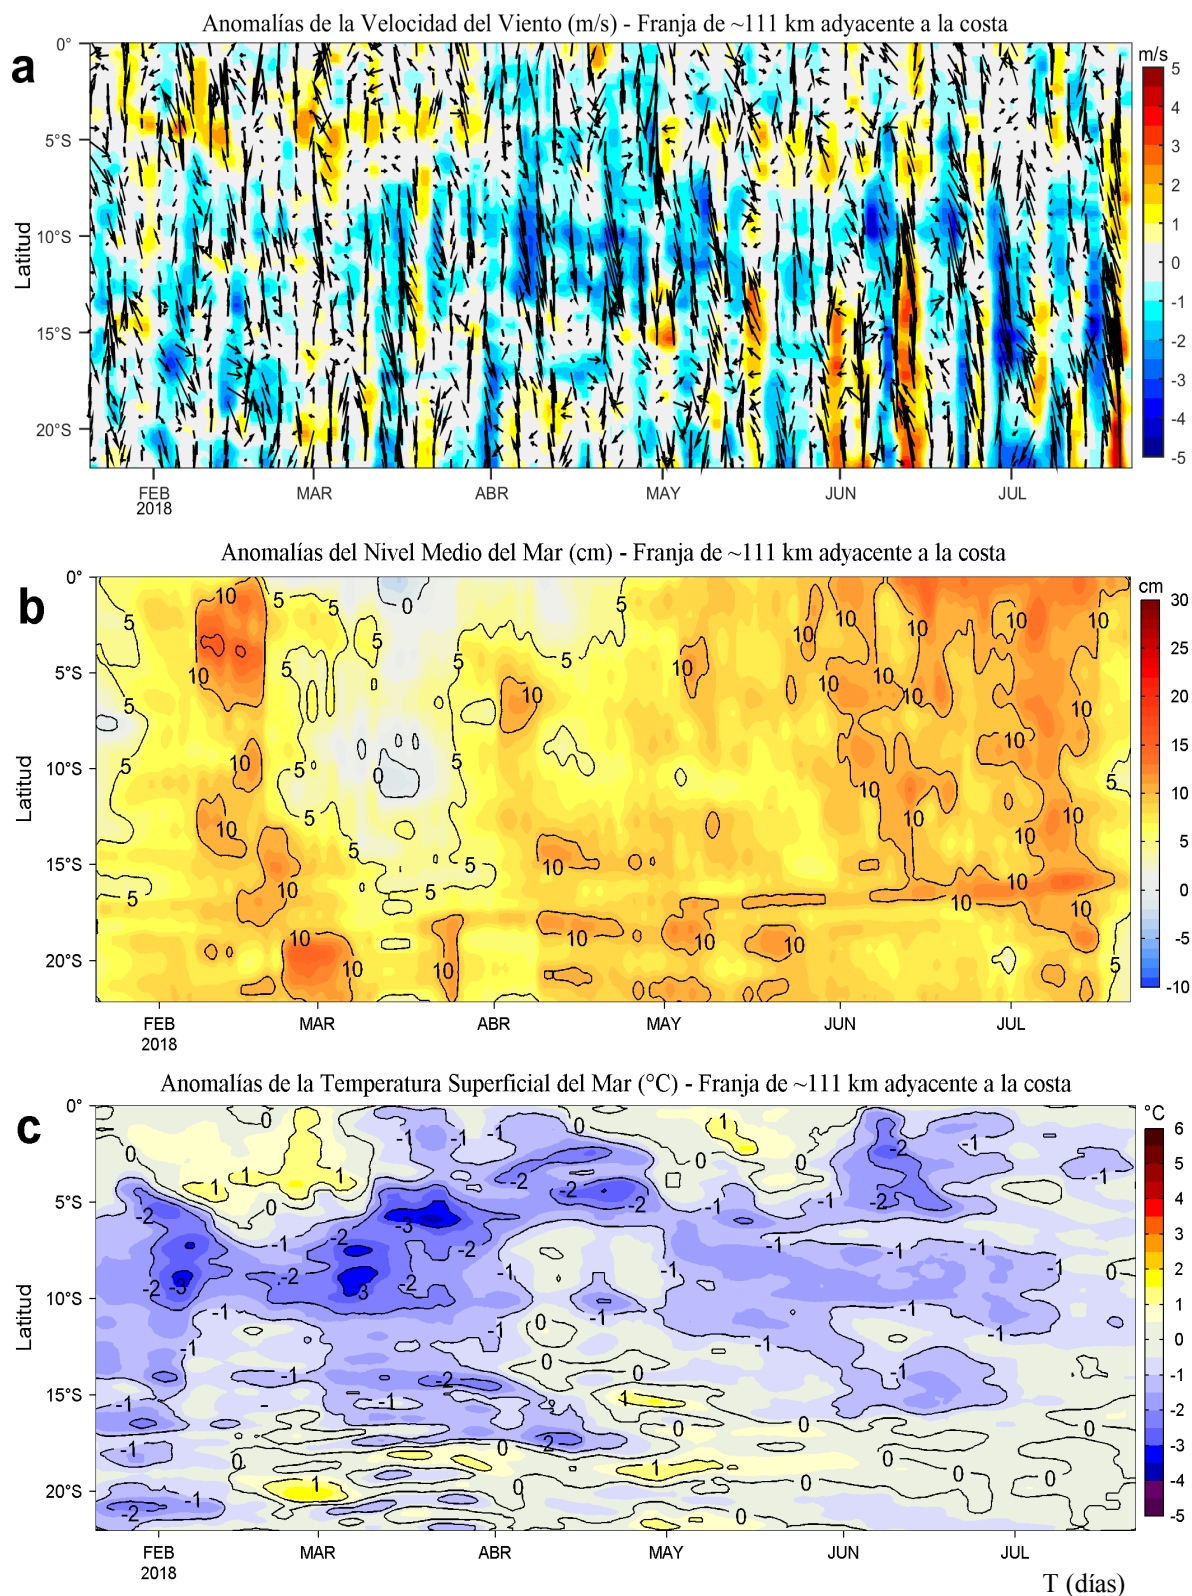 Anomalías de la Velocidad del Viento (m/s) - Franja de ~111 km adyacente a la costa
a
m/s
0°
5°S
10°S
15°S
20°S
Latitud
5
4
3
2
1
0
-1
-2
-3
-4
-5
FEB
2018
MAR
ABR
MAY
JUN
JUL
Anomalías del Nivel Medio del Mar (cm) - Franja de ~111 km adyacente a la costa
b
cm
0°
5°S
10°S
15°S
20°S
Latitud
30
25
20
15
10
5
0
-5
-10
FEB
2018
MAR
ABR
MAY
JUN
JUL
Anomalías de la Temperatura Superficial del Mar (°C) - Franja de ~111 km adyacente a la costa
c
°C
0°
5°S
10°S
15°S
20°S
Latitud
6
5
4
3
2
1
0
-1
-2
-3
-4
-5
FEB
2018
MAR
ABR
MAY
JUN
JUL
T (días)